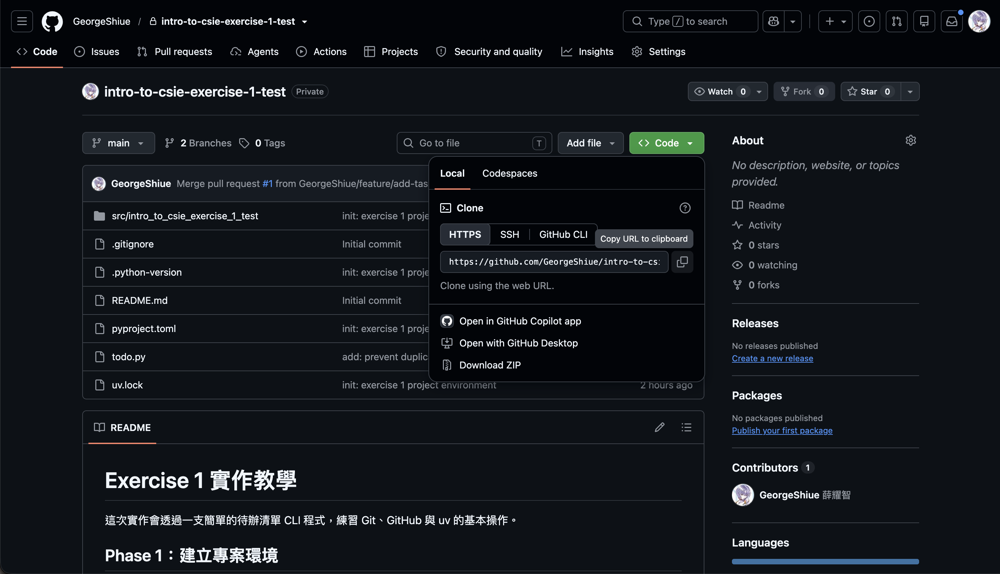 GeorgeShiue / intro-to-csie-exercise-1-test
Type / to search
Code Issues Pull requests Agents Actions Projects Security and quality Insights Settings
intro-to-csie-exercise-1-test Private
Watch 0 Fork 0 Star 0
main 2 Branches 0 Tags Go to file T Add file Code
GeorgeShiue Merge pull request #1 from GeorgeShiue/feature/add-tas
src/intro_to_csie_exercise_1_test init: exercise 1 proje
.gitignore Initial commit
.python-version init: exercise 1 proje
README.md Initial commit
pyproject.toml init: exercise 1 proje
todo.py add: prevent duplic
uv.lock init: exercise 1 project environment 2 hours ago
Local Codespaces
Clone
HTTPS SSH GitHub CLI
Copy URL to clipboard
https://github.com/GeorgeShiue/intro-to-csi
Clone using the web URL.
Open in GitHub Copilot app
Open with GitHub Desktop
Download ZIP
README
Exercise 1 實作教學
這次實作會透過一支簡單的待辦清單 CLI 程式，練習 Git、GitHub 與 uv 的基本操作。
Phase 1：建立專案環境
About
No description, website, or topics
provided.
Readme
Activity
0 stars
0 watching
0 forks
Releases
No releases published
Create a new release
Packages
No packages published
Publish your first package
Contributors 1
GeorgeShiue 薛耀智
Languages